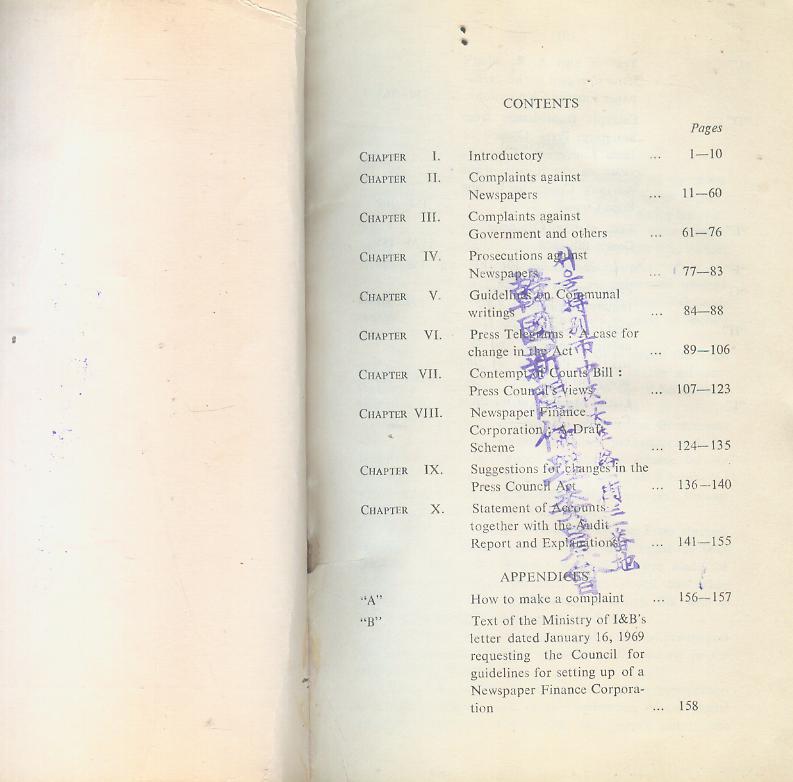 CONTENTS
Pages
CHAPTER I. Introductory ... 1—10
CHAPTER II. Complaints against
Newspapers ... 11—60
CHAPTER III. Complaints against
Government and others ... 61—76
CHAPTER IV. Prosecutions against
Newspapers ... 77—83
CHAPTER V. Guidelines on Communal
writings ... 84—88
CHAPTER VI. Press Telegrams : A case for
change in the Act ... 89—106
CHAPTER VII. Contempt of Courts Bill :
Press Council's views ... 107—123
CHAPTER VIII. Newspaper Finance
Corporation : A Draft
Scheme ... 124—135
CHAPTER IX. Suggestions for changes in the
Press Council Act ... 136—140
CHAPTER X. Statement of Accounts
together with the Audit
Report and Explanations ... 141—155
APPENDICES
“A” How to make a complaint ... 156—157
“B” Text of the Ministry of I&B's
letter dated January 16, 1969
requesting the Council for
guidelines for setting up of a
Newspaper Finance Corpora-
tion ... 158
韓國新聞